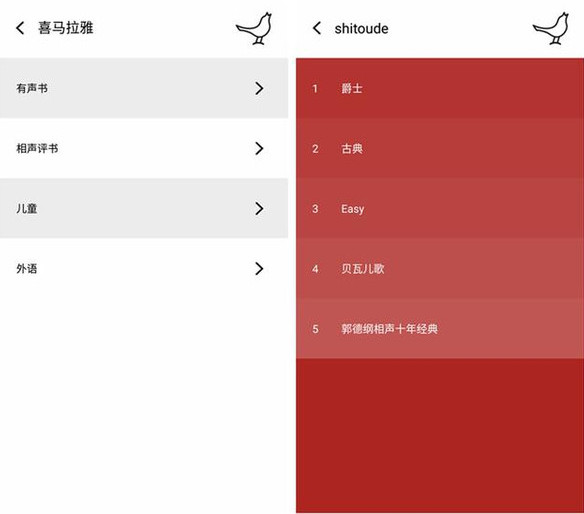 喜马拉雅
有声书
相声评书
儿童
外语
shitoude
1 爵士
2 古典
3 Easy
4 贝瓦儿歌
5 郭德纲相声十年经典